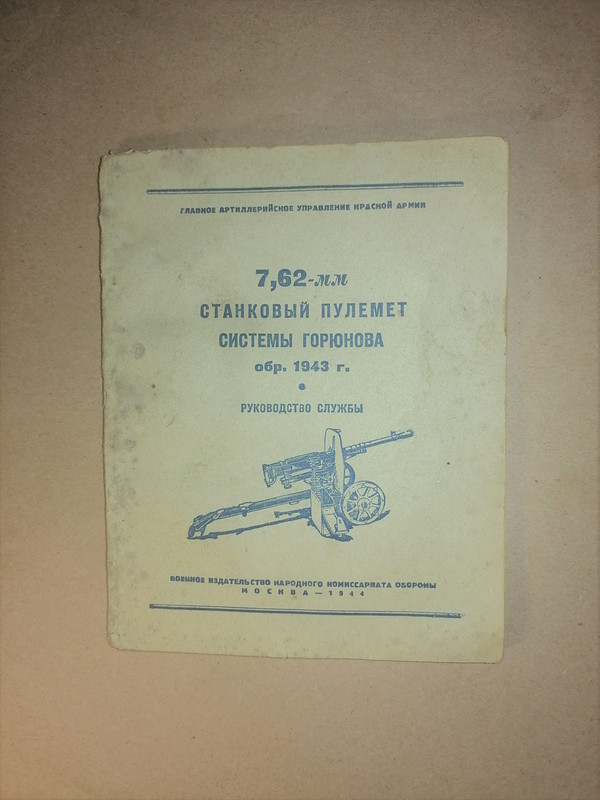 ГЛАВНОЕ АРТИЛЛЕРИЙСКОЕ УПРАВЛЕНИЕ КРАСНОЙ АРМИИ
7,62-мм
СТАНКОВЫЙ ПУЛЕМЕТ
СИСТЕМЫ ГОРЮНОВА
обр. 1943 г.
РУКОВОДСТВО СЛУЖБЫ
ВОЕННОЕ ИЗДАТЕЛЬСТВО НАРОДНОГО КОМИССАРИАТА ОБОРОНЫ
МОСКВА — 1944